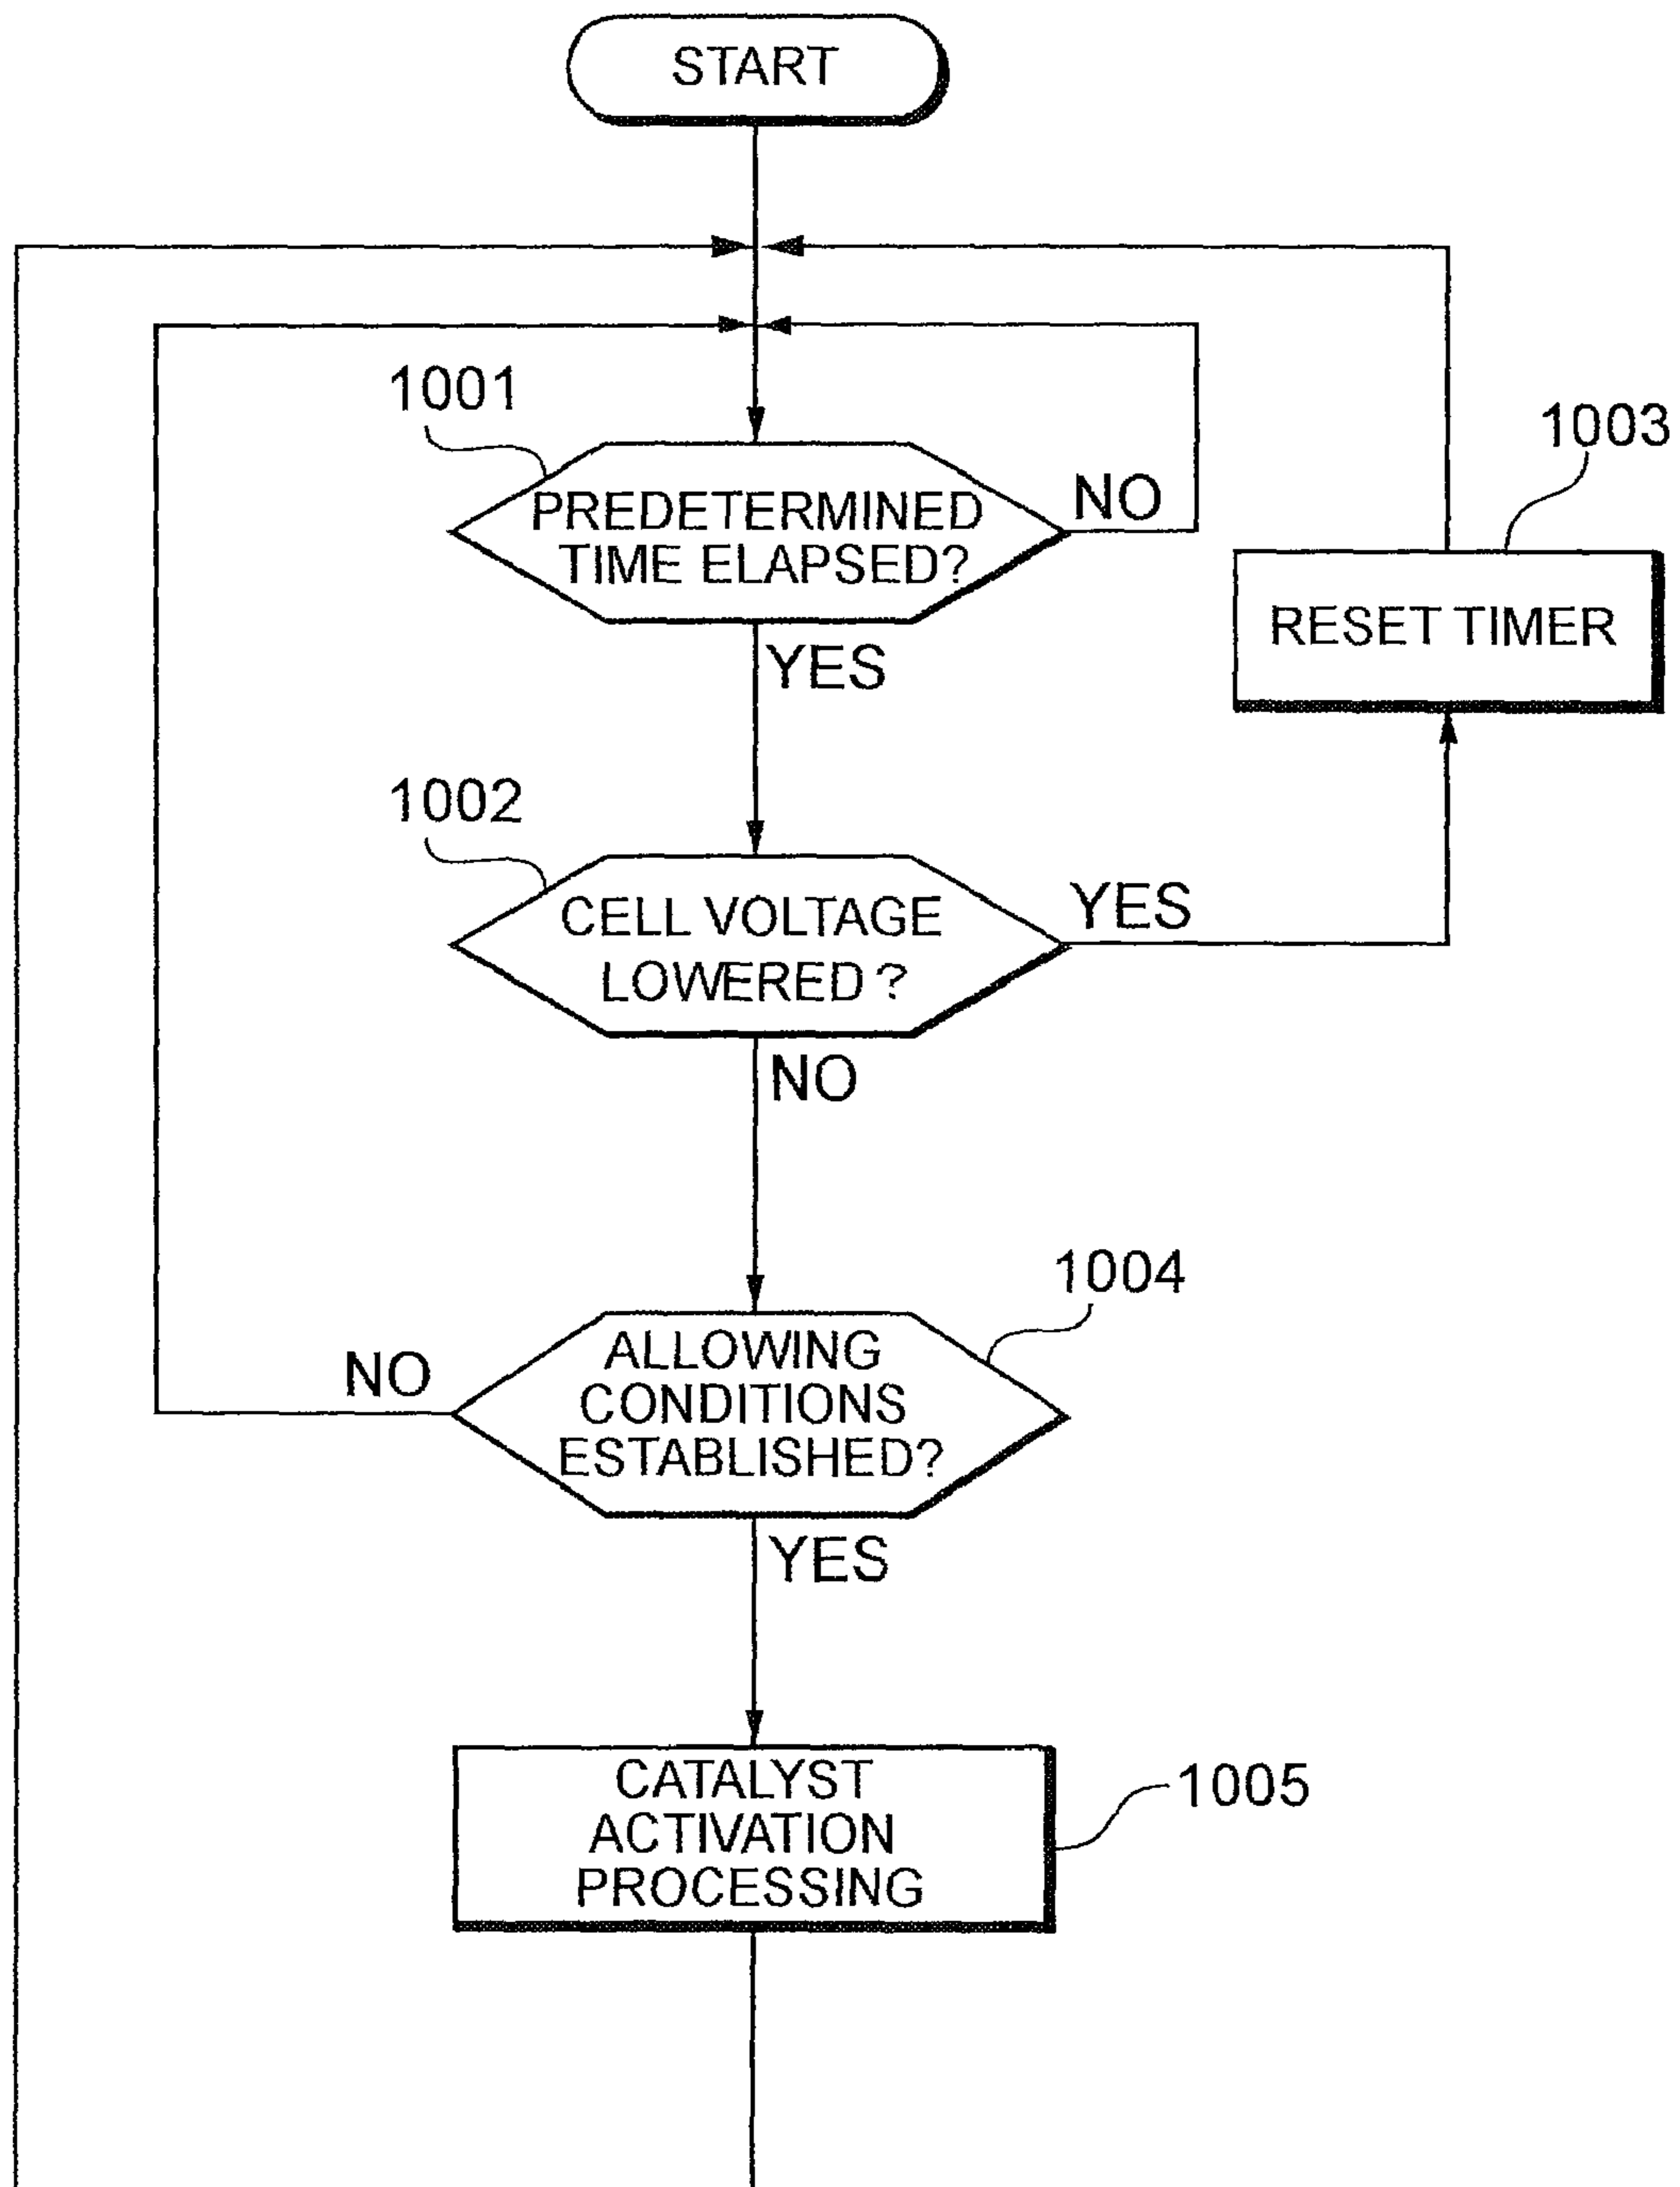 START
1001
PREDETERMINED
TIME ELAPSED?
NO
1003
RESET TIMER
YES
1002
CELL VOLTAGE
LOWERED ?
YES
NO
1004
ALLOWING
CONDITIONS
ESTABLISHED?
NO
YES
CATALYST
ACTIVATION
PROCESSING
1005